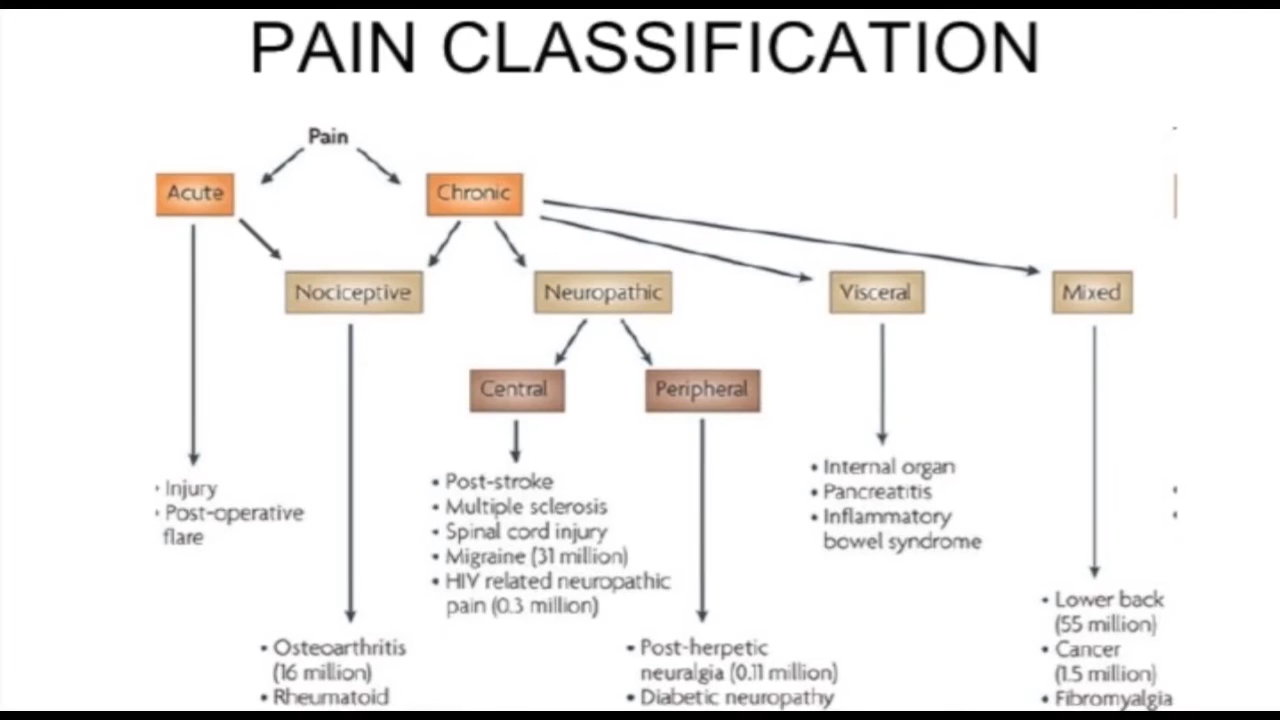 PAIN CLASSIFICATION
Pain
Acute
Chronic
Nociceptive
Neuropathic
Visceral
Mixed
Central
Peripheral
• Injury
• Post-operative
flare
• Post-stroke
• Multiple sclerosis
• Spinal cord injury
• Migraine (31 million)
• HIV related neuropathic
pain (0.3 million)
• Internal organ
• Pancreatitis
• Inflammatory
bowel syndrome
• Osteoarthritis
(16 million)
• Rheumatoid
• Post-herpetic
neuralgia (0.11 million)
• Diabetic neuropathy
• Lower back
(55 million)
• Cancer
(1.5 million)
• Fibromyalgia